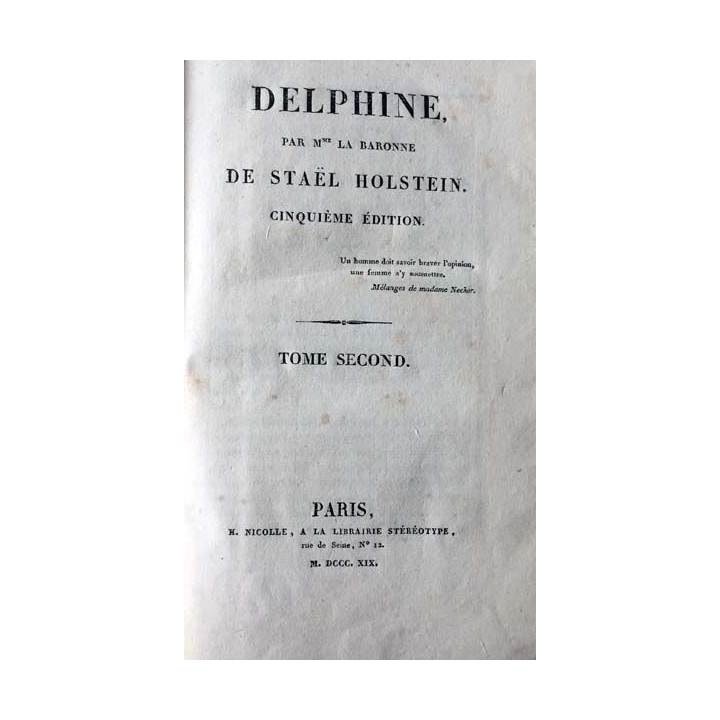 DELPHINE,
PAR Mme LA BARONNE
DE STAËL HOLSTEIN.
CINQUIÈME ÉDITION.
Un homme doit savoir braver l'opinion,
une femme s'y soumettre.
Mélanges de madame Necker.
TOME SECOND.
PARIS,
H. NICOLLE, A LA LIBRAIRIE STÉRÉOTYPE,
rue de Seine, No 12.
M. DCCC. XIX.